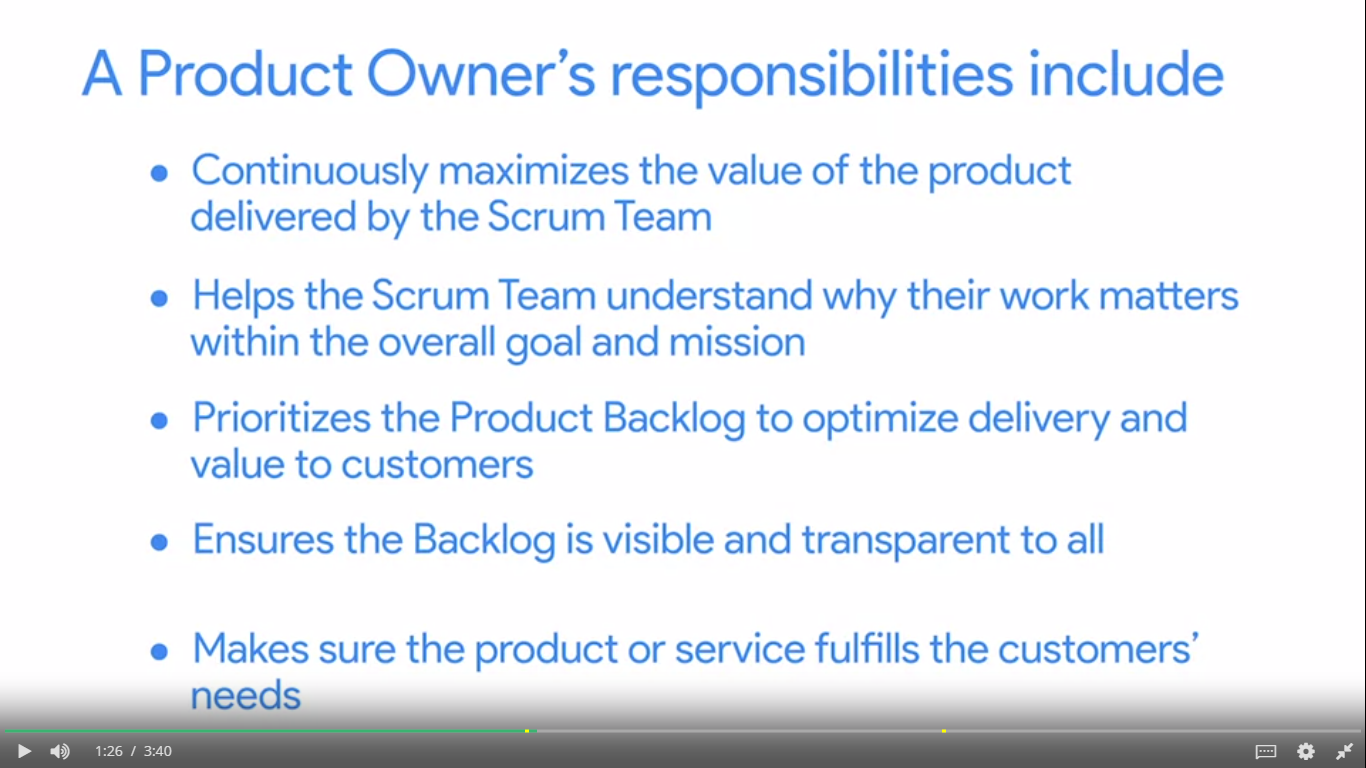 A Product Owner’s responsibilities include
● Continuously maximizes the value of the product
delivered by the Scrum Team
● Helps the Scrum Team understand why their work matters
within the overall goal and mission
● Prioritizes the Product Backlog to optimize delivery and
value to customers
● Ensures the Backlog is visible and transparent to all
● Makes sure the product or service fulfills the customers’
needs
1:26 / 3:40